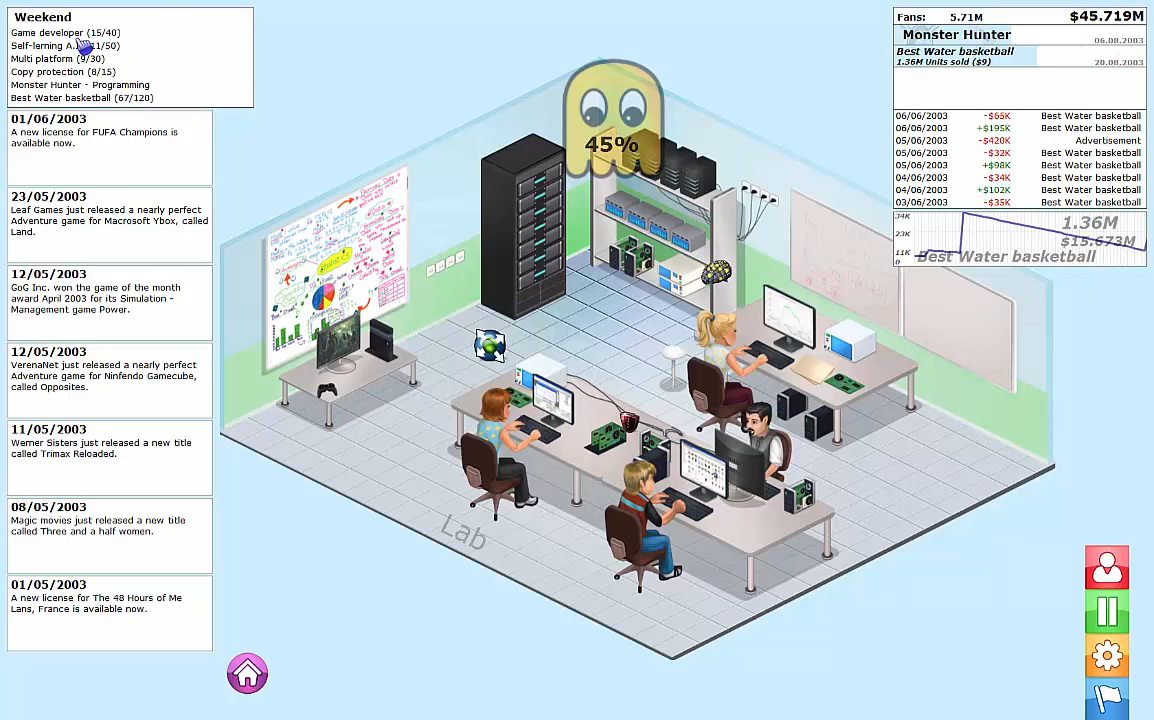 Weekend
Game developer (15/40)
Self-lerning A.
11/50)
Multi platform (9/30)
Copy protection (8/15)
Monster Hunter - Programming
Best Water basketball (67/120)
01/06/2003
A new license for FUFA Champions is
available now.
23/05/2003
Leaf Games just released a nearly perfect
Adventure game for Macrosoft Ybox, called
Land.
12/05/2003
GoG Inc. won the game of the month
award April 2003 for its Simulation -
Management game Power.
12/05/2003
VerenaNet just released a nearly perfect
Adventure game for Ninfendo Gamecube,
called Opposites.
11/05/2003
Werner Sisters just released a new title
called Trimax Reloaded.
08/05/2003
Magic movies just released a new title
called Three and a half women.
01/05/2003
A new license for The 48 Hours of Me
Lans, France is available now.
45%
Lab
Fans: 5.71M $45.719M
Monster Hunter
06.08.2003
Best Water basketball
1.36M Units sold ($9) 20.08.2003
06/06/2003 -$65K Best Water basketball
06/06/2003 +$195K Best Water basketball
05/06/2003 -$420K Advertisement
05/06/2003 -$32K Best Water basketball
05/06/2003 +$98K Best Water basketball
04/06/2003 -$34K Best Water basketball
04/06/2003 +$102K Best Water basketball
03/06/2003 -$35K Best Water basketball
34K
23K
11K
0
1.36M
$15.673M
Best Water basketball